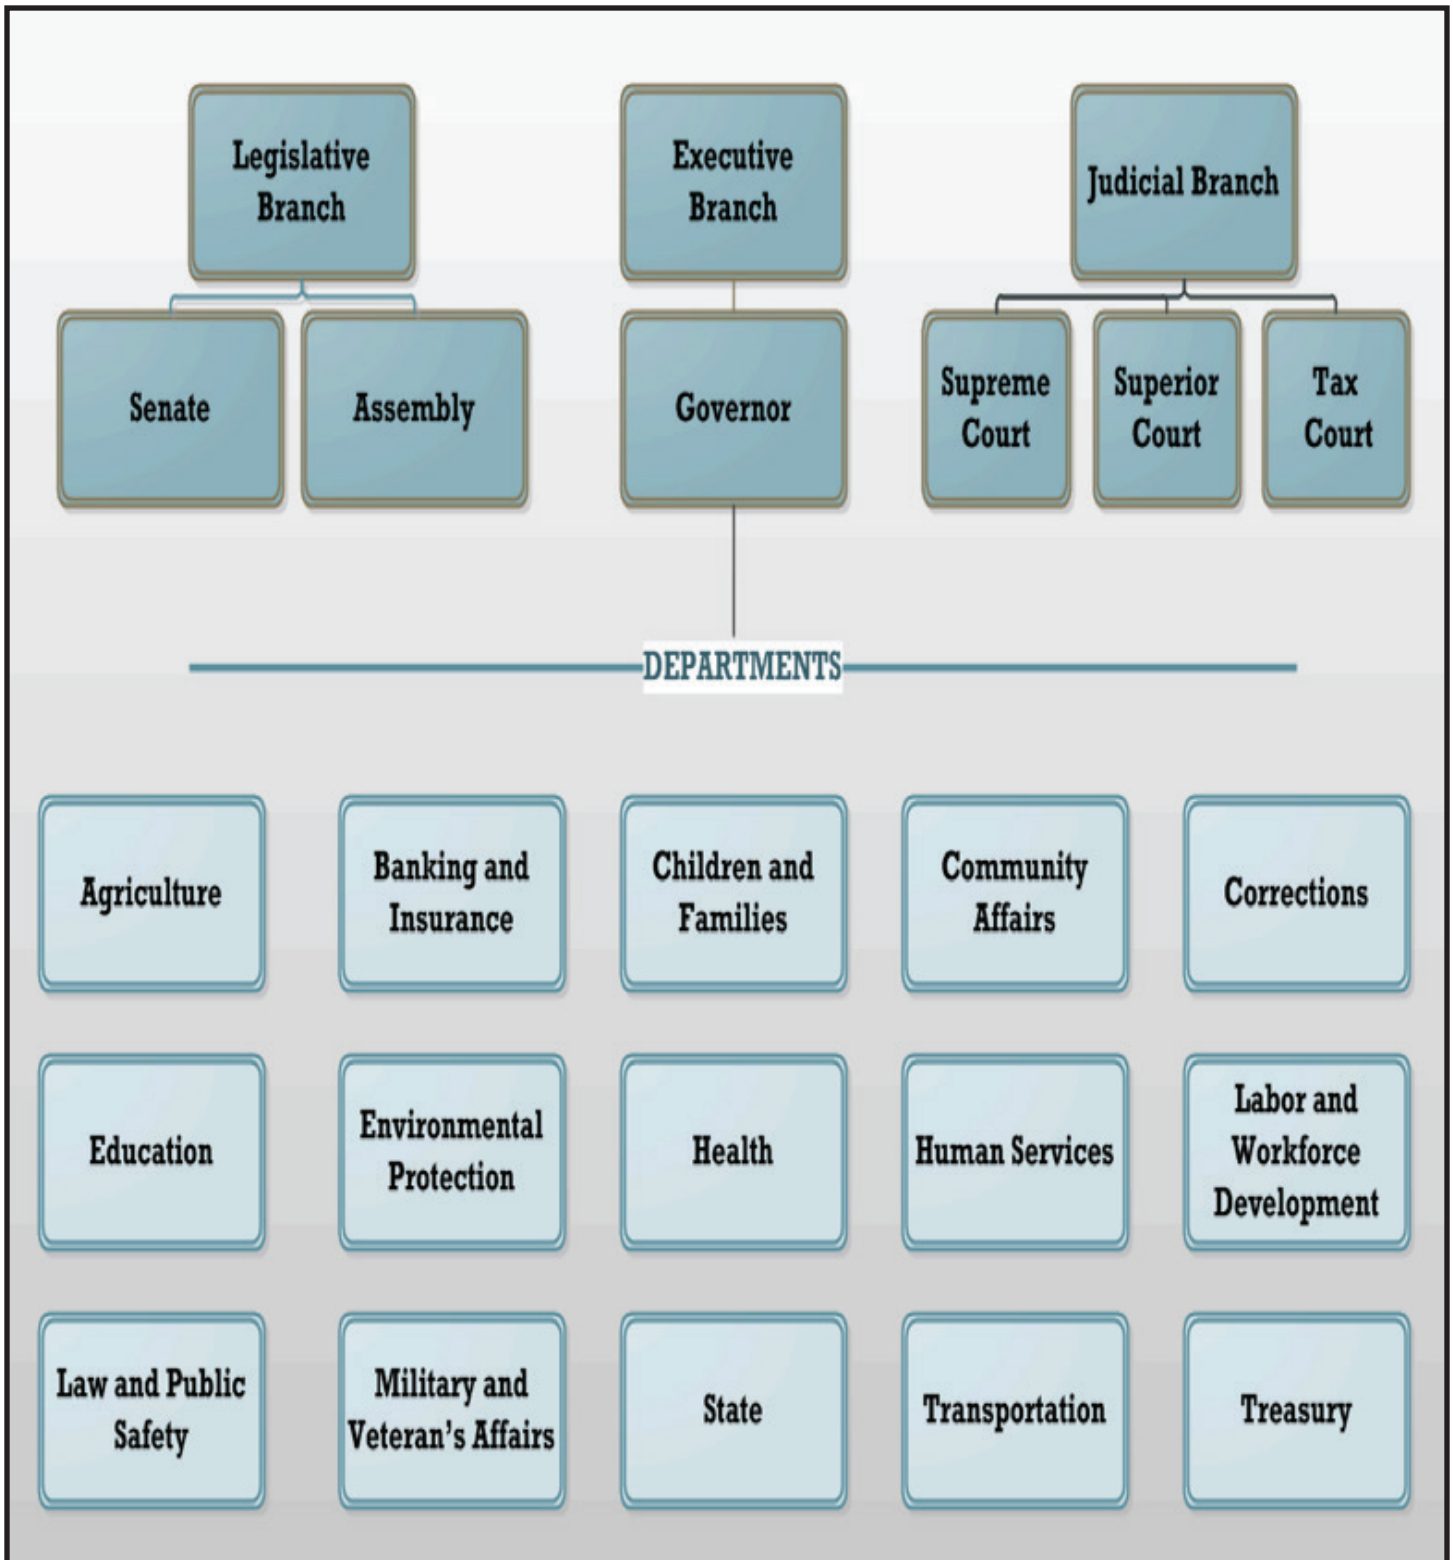 Legislative
Branch
Executive
Branch
Judicial Branch
Senate
Assembly
Governor
Supreme
Court
Superior
Court
Tax
Court
DEPARTMENTS
Agriculture
Banking and
Insurance
Children and
Families
Community
Affairs
Corrections
Education
Environmental
Protection
Health
Human Services
Labor and
Workforce
Development
Law and Public
Safety
Military and
Veteran's Affairs
State
Transportation
Treasury